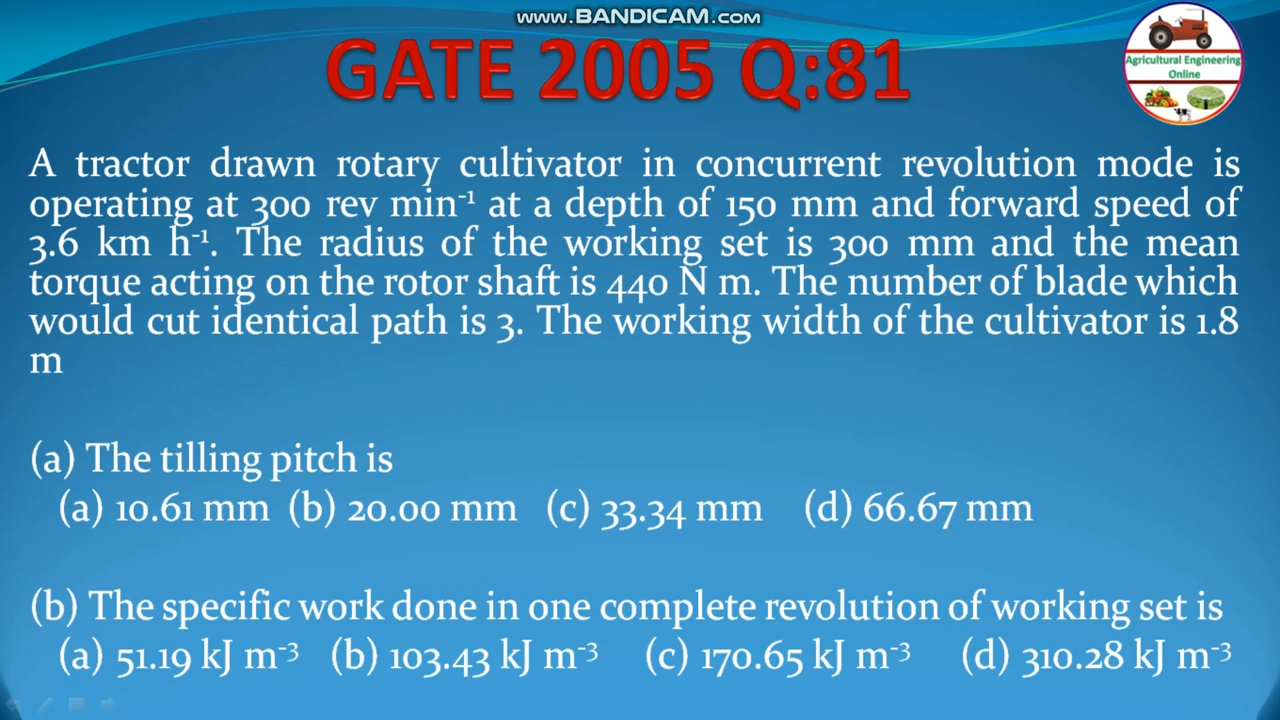 www.BANDICAM.com
GATE 2005 Q:81
Agricultural Engineering
Online
A tractor drawn rotary cultivator in concurrent revolution mode is
operating at 300 rev min⁻¹ at a depth of 150 mm and forward speed of
3.6 km h⁻¹. The radius of the working set is 300 mm and the mean
torque acting on the rotor shaft is 440 N m. The number of blade which
would cut identical path is 3. The working width of the cultivator is 1.8
m
(a) The tilling pitch is
(a) 10.61 mm (b) 20.00 mm (c) 33.34 mm (d) 66.67 mm
(b) The specific work done in one complete revolution of working set is
(a) 51.19 kJ m⁻³ (b) 103.43 kJ m⁻³ (c) 170.65 kJ m⁻³ (d) 310.28 kJ m⁻³